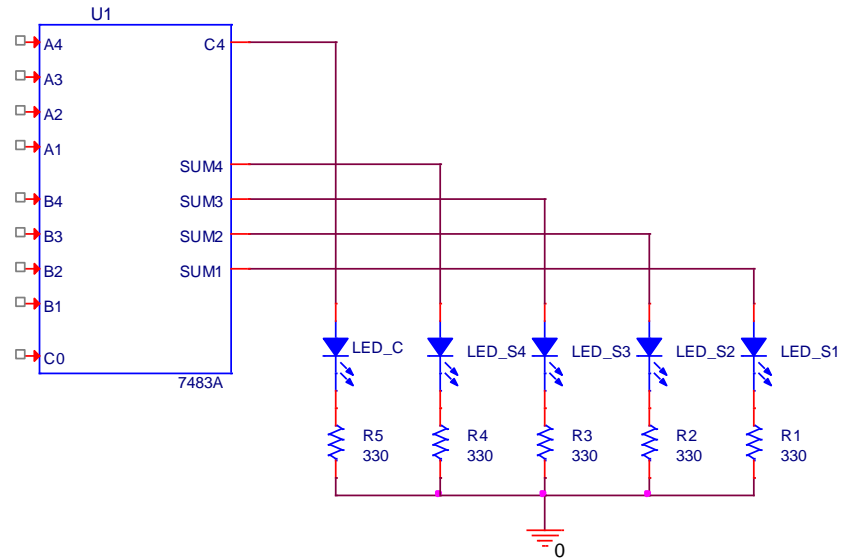 U1
A4
A3
A2
A1
B4
B3
B2
B1
C0
C4
SUM4
SUM3
SUM2
SUM1
7483A
LED_C
LED_S4
LED_S3
LED_S2
LED_S1
R5
330
R4
330
R3
330
R2
330
R1
330
0